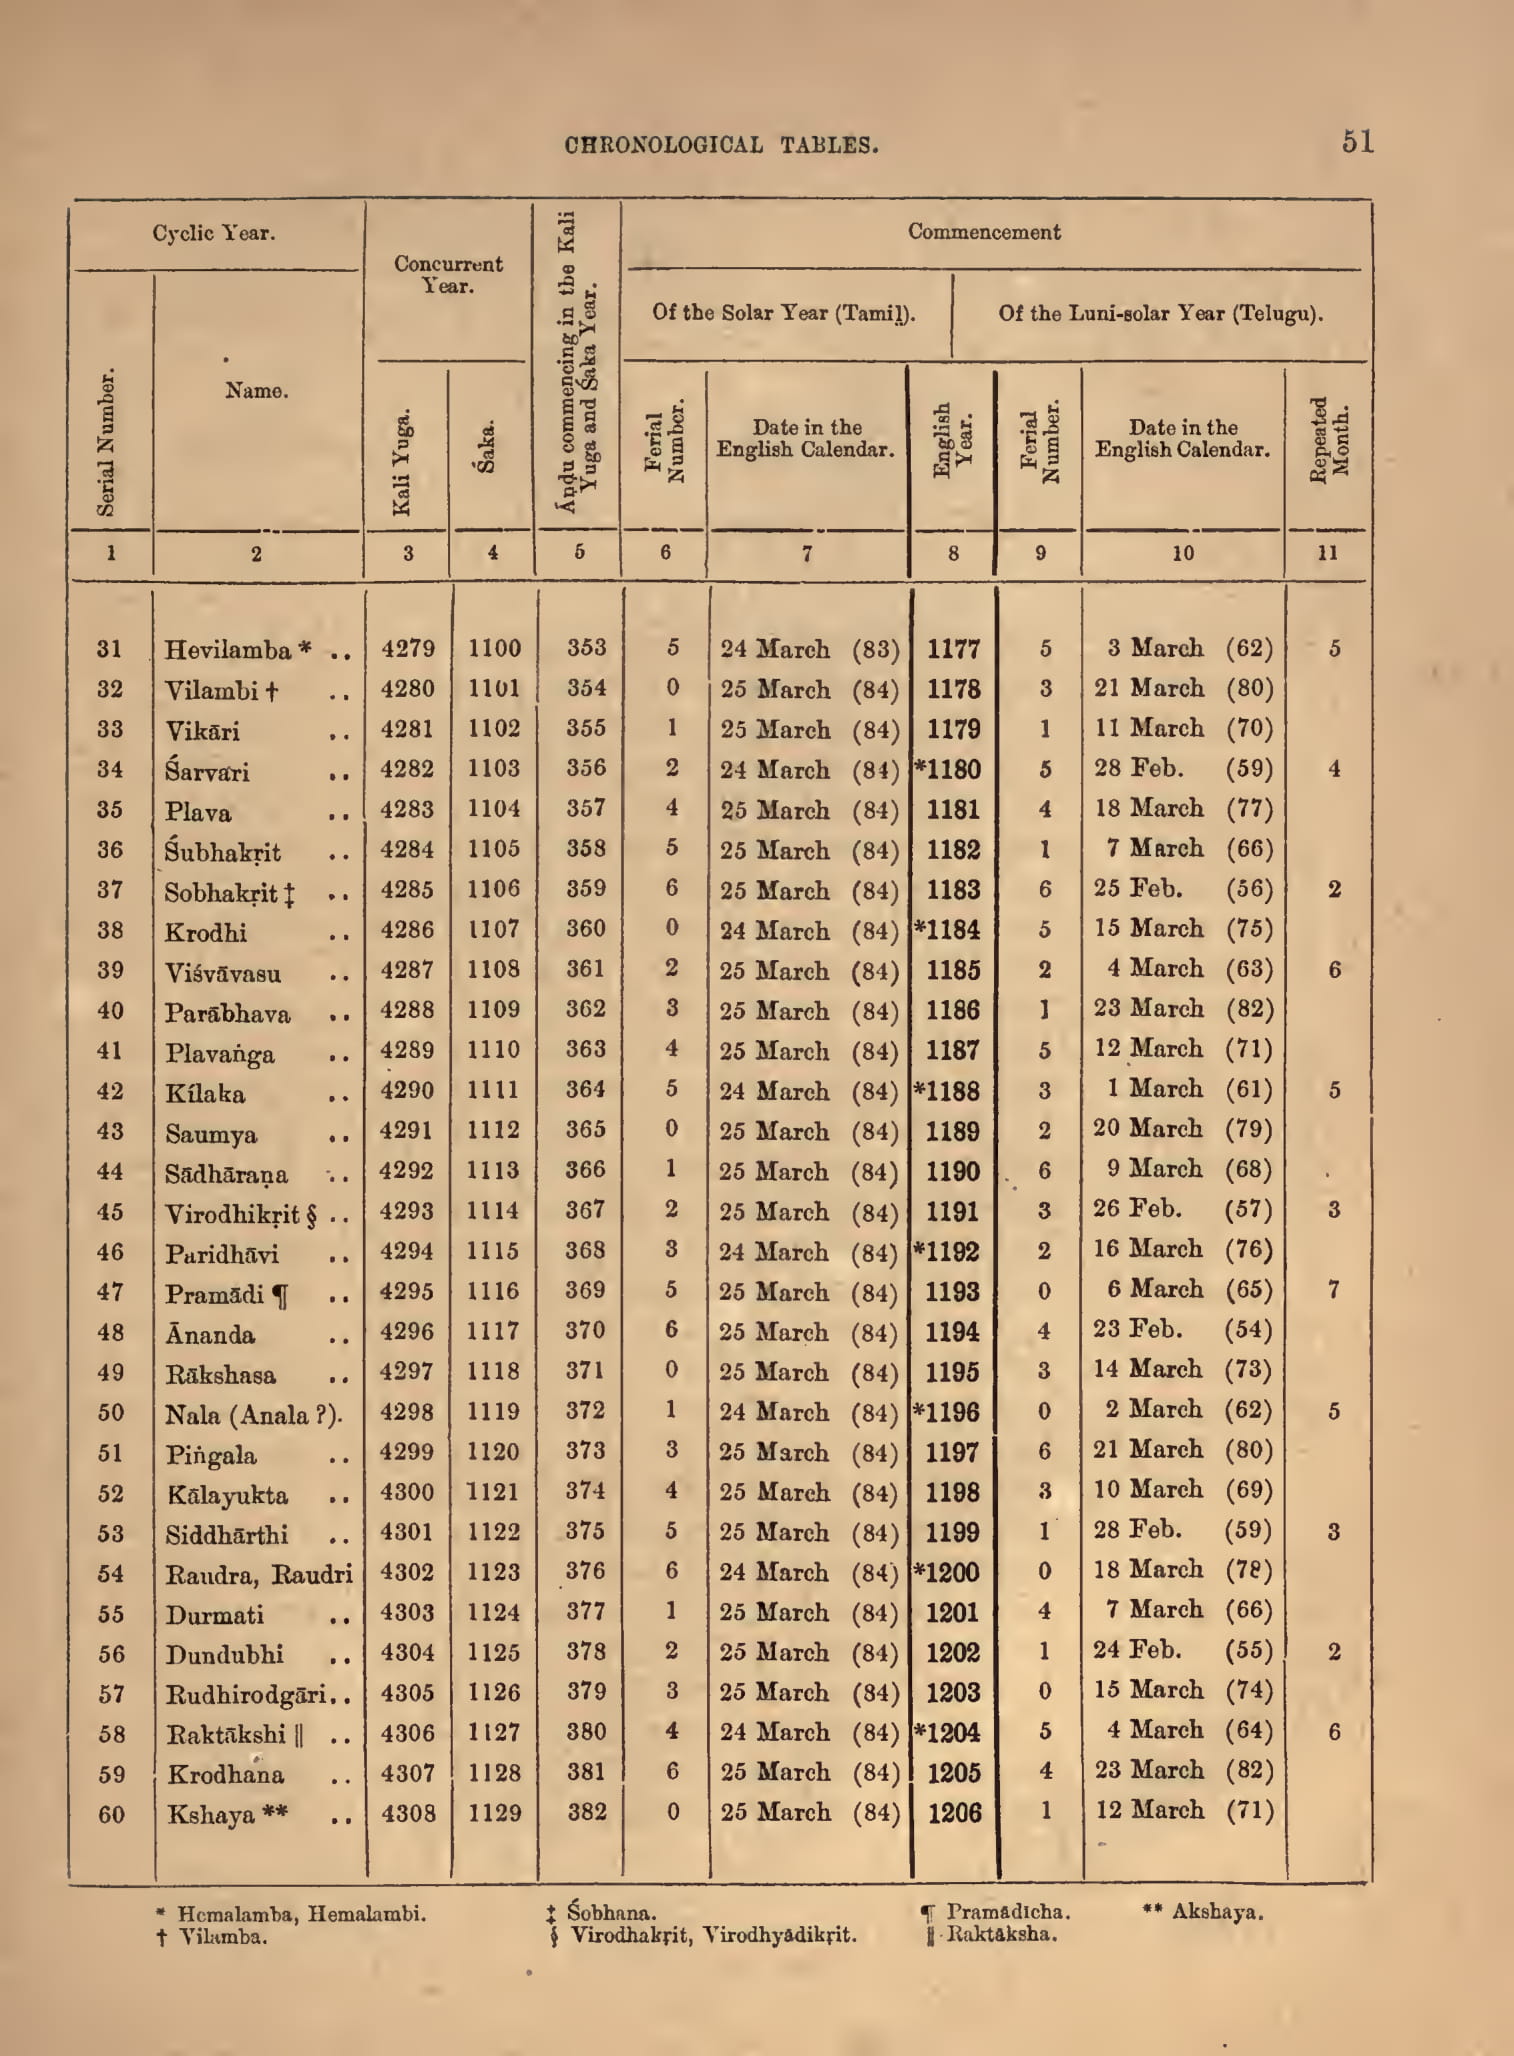 CHRONOLOGICAL TABLES. 51
Cyclic Year. Concurrent Year. Āṇḍu commencing in the Kali Yuga and Śaka Year. Commencement
Of the Solar Year (Tamiḻ). Of the Luni-solar Year (Telugu).
Serial Number. Name. Kali Yuga. Śaka. Ferial Number. Date in the English Calendar. English Year. Ferial Number. Date in the English Calendar. Repeated Month.
1 2 3 4 5 6 7 8 9 10 11
31 Hevilamba * .. 4279 1100 353 5 24 March (83) 1177 5 3 March (62) 5
32 Vilambi † .. 4280 1101 354 0 25 March (84) 1178 3 21 March (80)
33 Vikāri .. 4281 1102 355 1 25 March (84) 1179 1 11 March (70)
34 Śarvari .. 4282 1103 356 2 24 March (84) *1180 5 28 Feb. (59) 4
35 Plava .. 4283 1104 357 4 25 March (84) 1181 4 18 March (77)
36 Śubhakṛit .. 4284 1105 358 5 25 March (84) 1182 1 7 March (66)
37 Sobhakṛit ‡ .. 4285 1106 359 6 25 March (84) 1183 6 25 Feb. (56) 2
38 Krodhi .. 4286 1107 360 0 24 March (84) *1184 5 15 March (75)
39 Viśvāvasu .. 4287 1108 361 2 25 March (84) 1185 2 4 March (63) 6
40 Parābhava .. 4288 1109 362 3 25 March (84) 1186 1 23 March (82)
41 Plavaṅga .. 4289 1110 363 4 25 March (84) 1187 5 12 March (71)
42 Kílaka .. 4290 1111 364 5 24 March (84) *1188 3 1 March (61) 5
43 Saumya .. 4291 1112 365 0 25 March (84) 1189 2 20 March (79)
44 Sādhāraṇa .. 4292 1113 366 1 25 March (84) 1190 6 9 March (68)
45 Virodhikṛit § .. 4293 1114 367 2 25 March (84) 1191 3 26 Feb. (57) 3
46 Paridhāvi .. 4294 1115 368 3 24 March (84) *1192 2 16 March (76)
47 Pramādi ¶ .. 4295 1116 369 5 25 March (84) 1193 0 6 March (65) 7
48 Ānanda .. 4296 1117 370 6 25 March (84) 1194 4 23 Feb. (54)
49 Rākshasa .. 4297 1118 371 0 25 March (84) 1195 3 14 March (73)
50 Nala (Anala ?). 4298 1119 372 1 24 March (84) *1196 0 2 March (62) 5
51 Piṅgala .. 4299 1120 373 3 25 March (84) 1197 6 21 March (80)
52 Kālayukta .. 4300 1121 374 4 25 March (84) 1198 3 10 March (69)
53 Siddhārthi .. 4301 1122 375 5 25 March (84) 1199 1 28 Feb. (59) 3
54 Raudra, Raudri 4302 1123 376 6 24 March (84) *1200 0 18 March (78)
55 Durmati .. 4303 1124 377 1 25 March (84) 1201 4 7 March (66)
56 Dundubhi .. 4304 1125 378 2 25 March (84) 1202 1 24 Feb. (55) 2
57 Rudhirodgāri.. 4305 1126 379 3 25 March (84) 1203 0 15 March (74)
58 Raktākshi ‖ .. 4306 1127 380 4 24 March (84) *1204 5 4 March (64) 6
59 Krodhana .. 4307 1128 381 6 25 March (84) 1205 4 23 March (82)
60 Kshaya ** .. 4308 1129 382 0 25 March (84) 1206 1 12 March (71)
* Hemalamba, Hemalambi. ‡ Śobhana. ¶ Pramādicha. ** Akshaya.
† Vilamba. § Virodhakṛit, Virodhyādikṛit. ‖ Raktāksha.